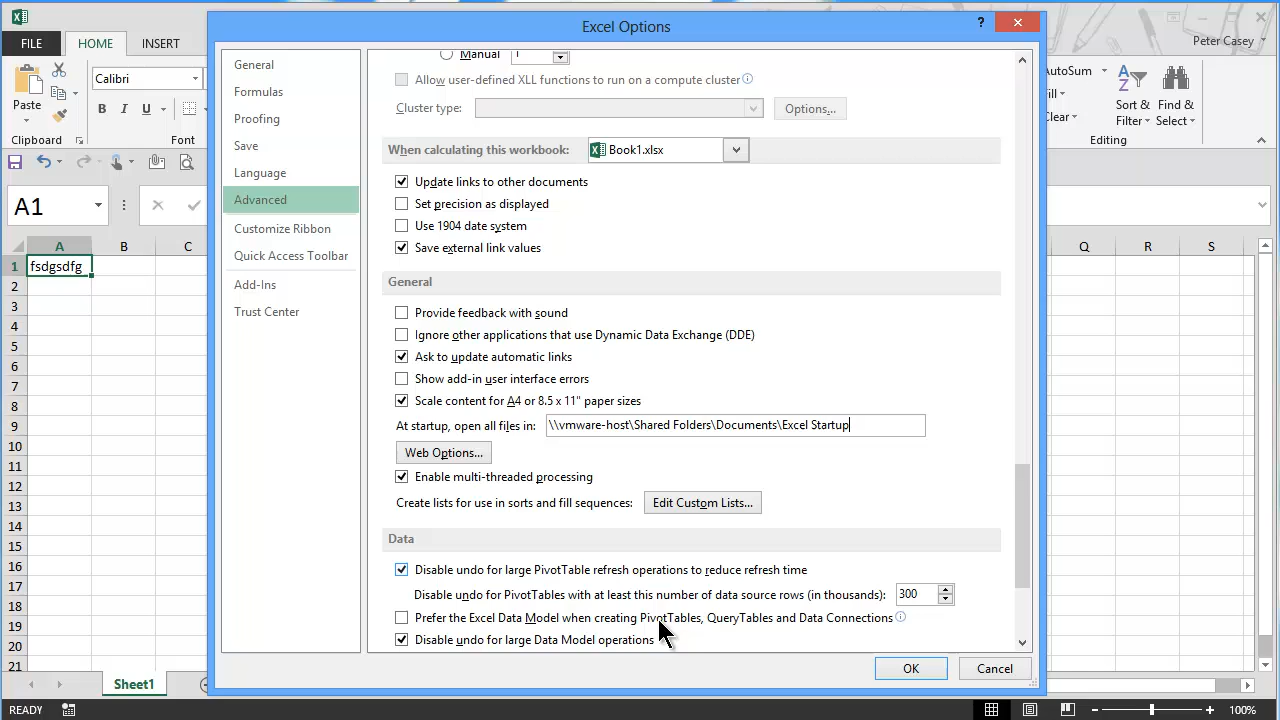 Excel Options
?
FILE
HOME
INSERT
Peter Casey
Paste
Calibri
B I U
Clipboard
Font
AutoSum
Fill
Clear
Sort & Filter
Find & Select
Editing
A1
General
Formulas
Proofing
Save
Language
Advanced
Customize Ribbon
Quick Access Toolbar
Add-Ins
Trust Center
Manual 1
Allow user-defined XLL functions to run on a compute cluster
Cluster type:
Options...
When calculating this workbook: Book1.xlsx
Update links to other documents
Set precision as displayed
Use 1904 date system
Save external link values
General
Provide feedback with sound
Ignore other applications that use Dynamic Data Exchange (DDE)
Ask to update automatic links
Show add-in user interface errors
Scale content for A4 or 8.5 x 11" paper sizes
At startup, open all files in: \\vmware-host\Shared Folders\Documents\Excel Startup
Web Options...
Enable multi-threaded processing
Create lists for use in sorts and fill sequences: Edit Custom Lists...
Data
Disable undo for large PivotTable refresh operations to reduce refresh time
Disable undo for PivotTables with at least this number of data source rows (in thousands): 300
Prefer the Excel Data Model when creating PivotTables, QueryTables and Data Connections
Disable undo for large Data Model operations
OK
Cancel
A B C Q R S
1 fsdgsdfg
2
3
4
5
6
7
8
9
10
11
12
13
14
15
16
17
18
19
20
21
Sheet1
READY
100%